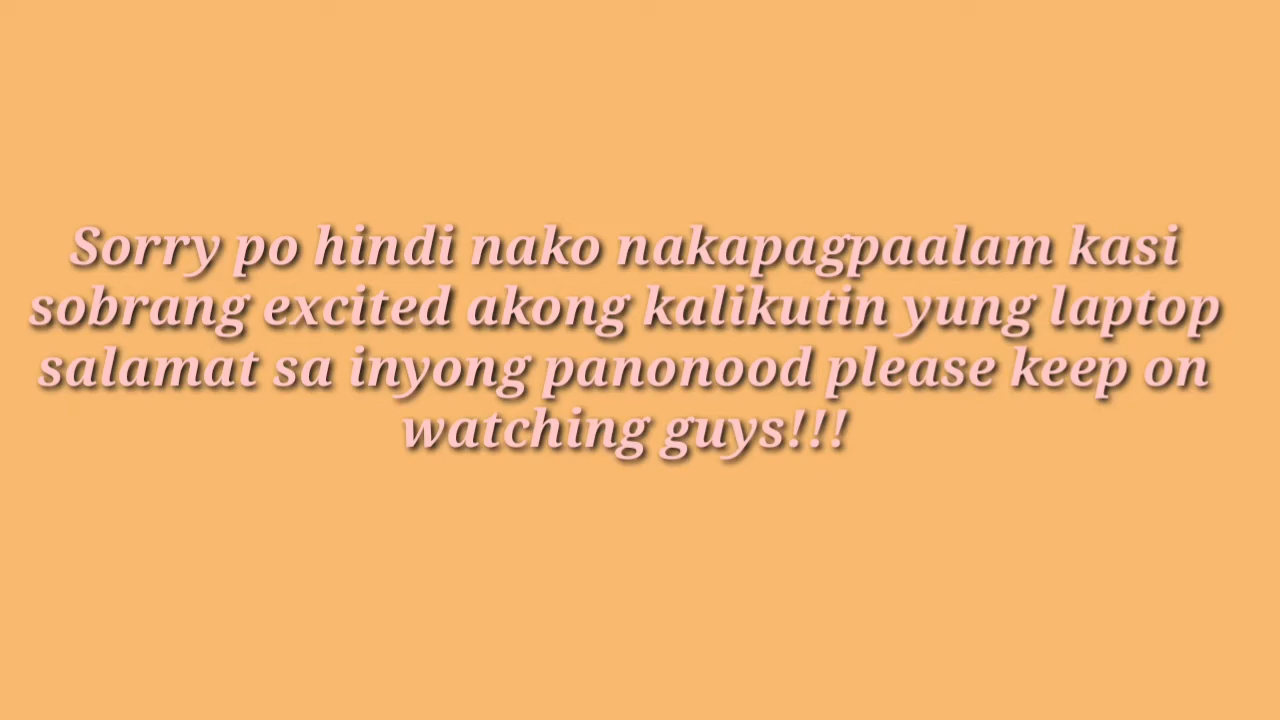 Sorry po hindi nako nakapagpaalam kasi
sobrang excited akong kalikutin yung laptop
salamat sa inyong panonood please keep on
watching guys!!!